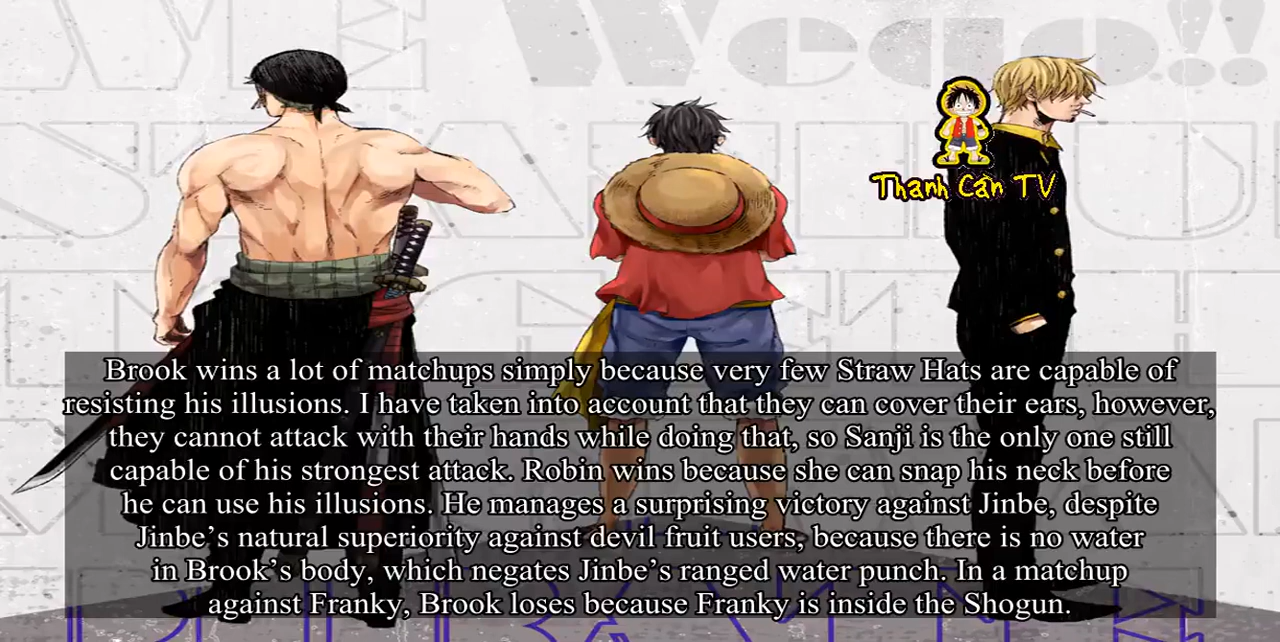 We Wego!!
Thanh Càn TV
Brook wins a lot of matchups simply because very few Straw Hats are capable of
resisting his illusions. I have taken into account that they can cover their ears, however,
they cannot attack with their hands while doing that, so Sanji is the only one still
capable of his strongest attack. Robin wins because she can snap his neck before
he can use his illusions. He manages a surprising victory against Jinbe, despite
Jinbe's natural superiority against devil fruit users, because there is no water
in Brook's body, which negates Jinbe's ranged water punch. In a matchup
against Franky, Brook loses because Franky is inside the Shogun.